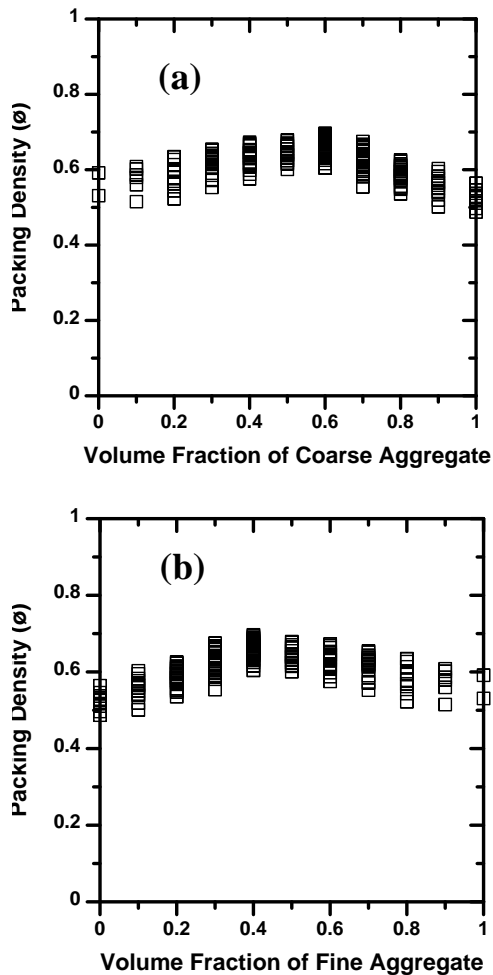 1
(a)
0.8
Packing Density (ø)
0.6
0.4
0.2
0
0 0.2 0.4 0.6 0.8 1
Volume Fraction of Coarse Aggregate
1
(b)
0.8
Packing Density (ø)
0.6
0.4
0.2
0
0 0.2 0.4 0.6 0.8 1
Volume Fraction of Fine Aggregate